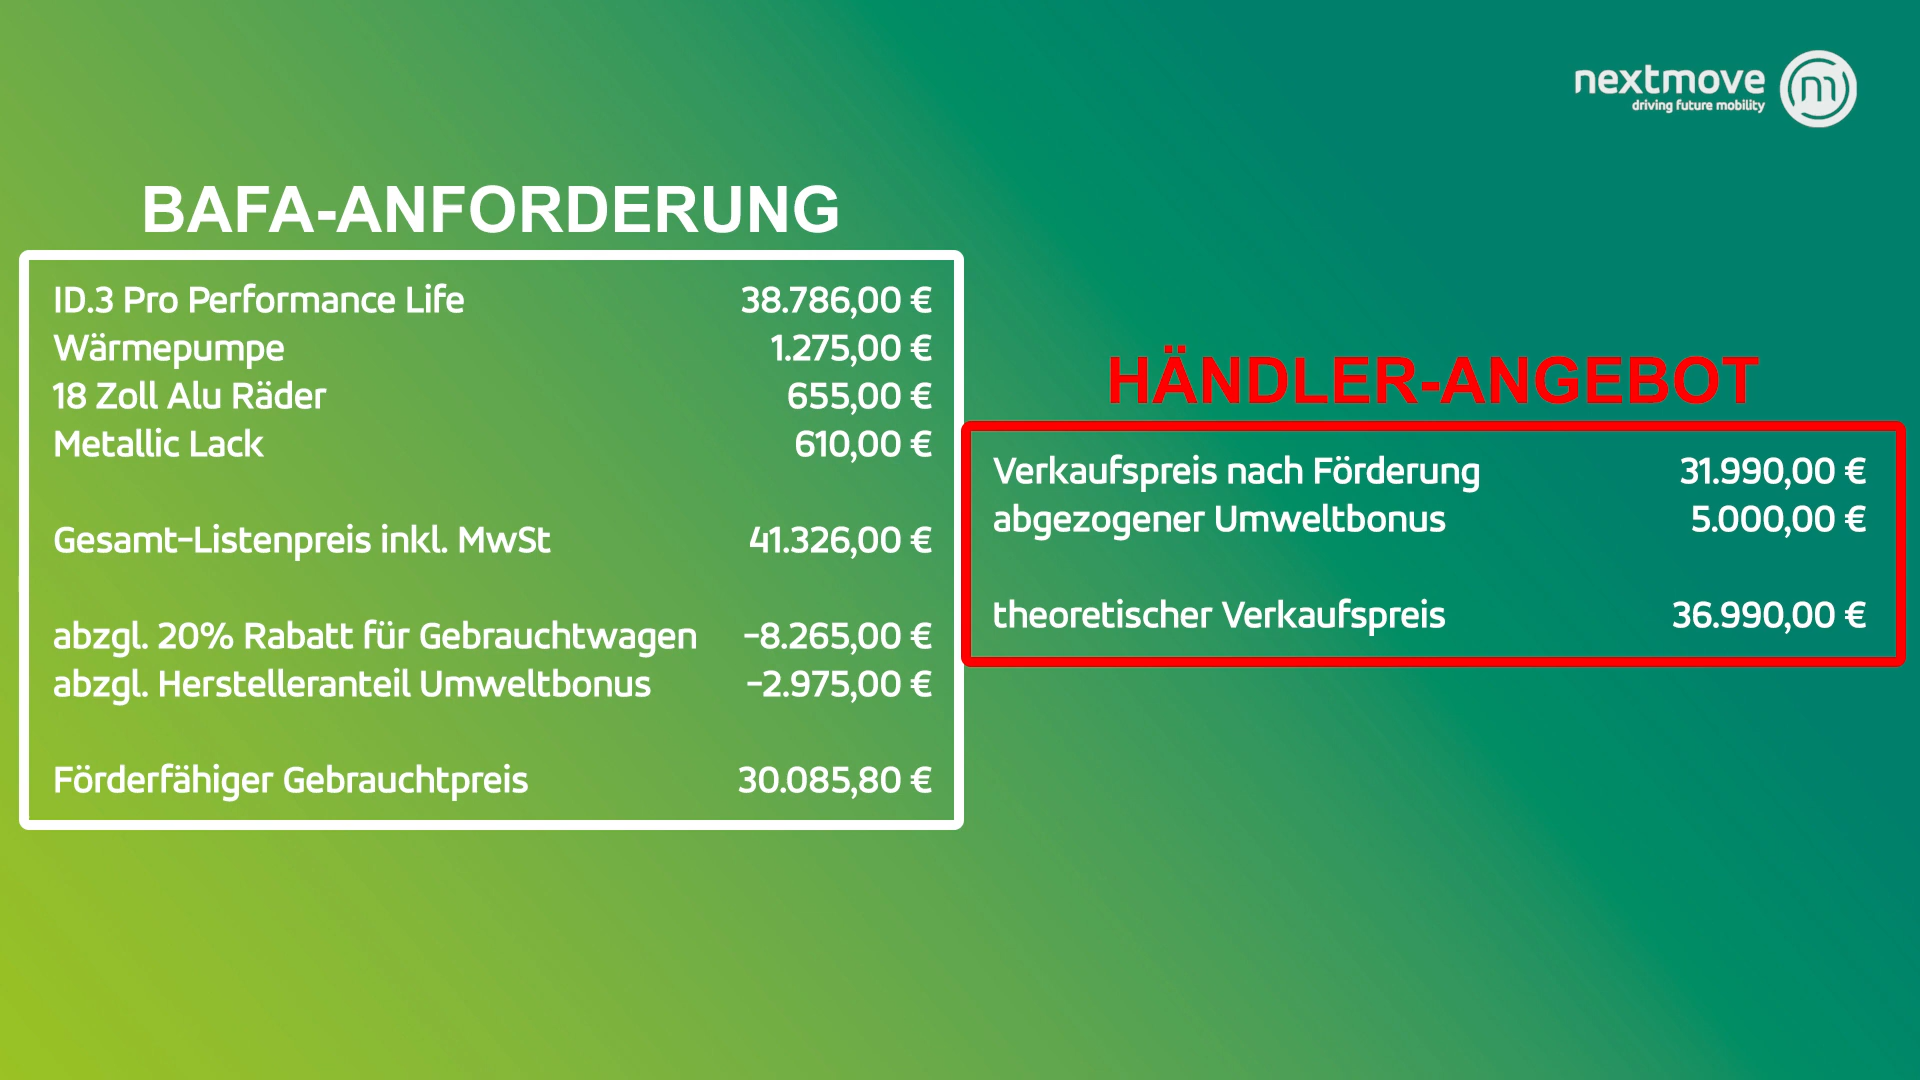 nextmove
driving future mobility
BAFA-ANFORDERUNG
ID.3 Pro Performance Life 38.786,00 €
Wärmepumpe 1.275,00 €
18 Zoll Alu Räder 655,00 €
Metallic Lack 610,00 €
Gesamt-Listenpreis inkl. MwSt 41.326,00 €
abzgl. 20% Rabatt für Gebrauchtwagen -8.265,00 €
abzgl. Herstelleranteil Umweltbonus -2.975,00 €
Förderfähiger Gebrauchtpreis 30.085,80 €
HÄNDLER-ANGEBOT
Verkaufspreis nach Förderung 31.990,00 €
abgezogener Umweltbonus 5.000,00 €
theoretischer Verkaufspreis 36.990,00 €